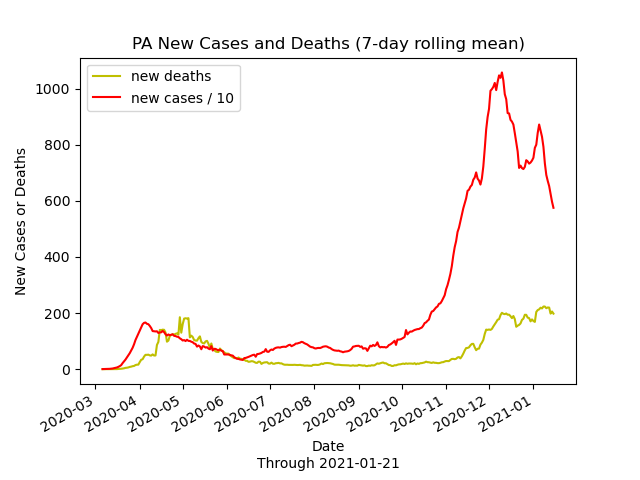 PA New Cases and Deaths (7-day rolling mean)
new deaths
new cases / 10
New Cases or Deaths
1000
800
600
400
200
0
2020-03
2020-04
2020-05
2020-06
2020-07
2020-08
2020-09
2020-10
2020-11
2020-12
2021-01
Date
Through 2021-01-21